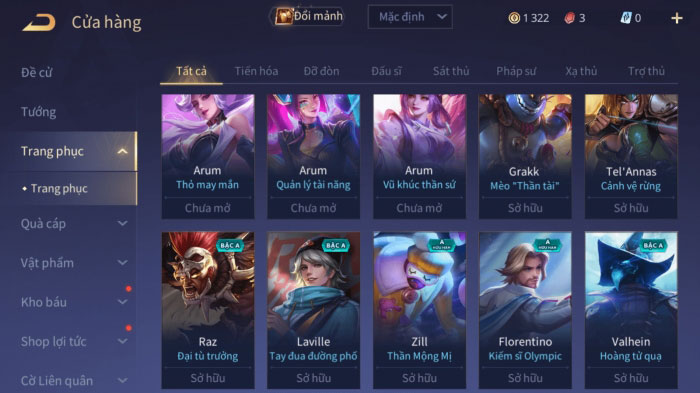 Cửa hàng
Đổi mảnh
Mặc định
1 322
3
0
Đề cử
Tướng
Trang phục
Trang phục
Quà cáp
Vật phẩm
Kho báu
Shop lợi tức
Cờ Liên quân
Tất cả Tiến hóa Đỡ đòn Đấu sĩ Sát thủ Pháp sư Xạ thủ Trợ thủ
Arum
Thỏ may mắn
Chưa mở
Arum
Quản lý tài năng
Chưa mở
Arum
Vũ khúc thần sứ
Chưa mở
Grakk
Mèo "Thần tài"
Sở hữu
Tel'Annas
Cảnh vệ rừng
Sở hữu
BẬC A
Raz
Đại tù trưởng
Sở hữu
BẬC A
Laville
Tay đua đường phố
Sở hữu
A
HỮU HẠN
Zill
Thần Mộng Mị
Sở hữu
A
HỮU HẠN
Florentino
Kiếm sĩ Olympic
Sở hữu
BẬC A
Valhein
Hoàng tử quạ
Sở hữu